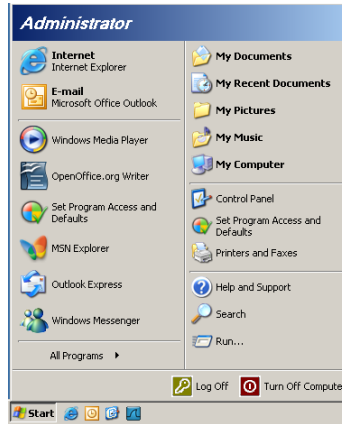 Administrator
Internet
Internet Explorer
E-mail
Microsoft Office Outlook
Windows Media Player
OpenOffice.org Writer
Set Program Access and
Defaults
MSN Explorer
Outlook Express
Windows Messenger
All Programs
My Documents
My Recent Documents
My Pictures
My Music
My Computer
Control Panel
Set Program Access and
Defaults
Printers and Faxes
Help and Support
Search
Run...
Log Off
Turn Off Compute
Start